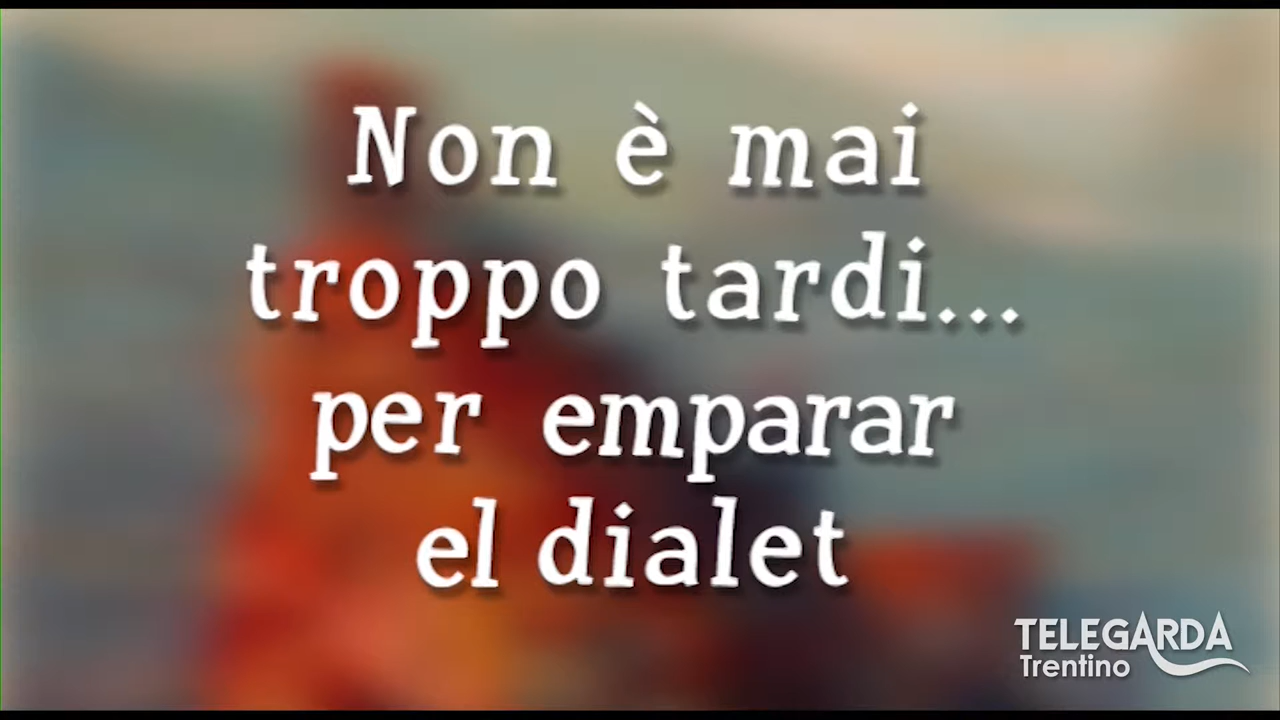 Non è mai
troppo tardi...
per emparar
el dialet
TELEGARDA
Trentino